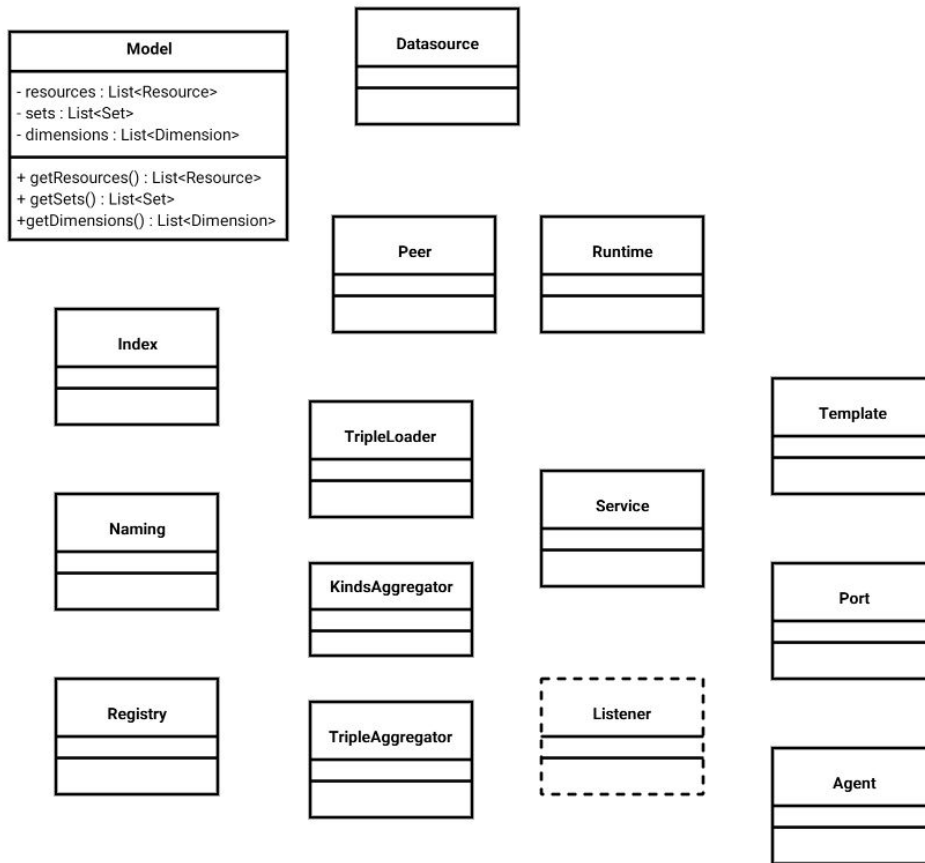 Model
- resources : List<Resource>
- sets : List<Set>
- dimensions : List<Dimension>
+ getResources() : List<Resource>
+ getSets() : List<Set>
+getDimensions() : List<Dimension>
Datasource
Peer
Runtime
Index
TripleLoader
Template
Naming
Service
KindsAggregator
Port
Registry
TripleAggregator
Listener
Agent